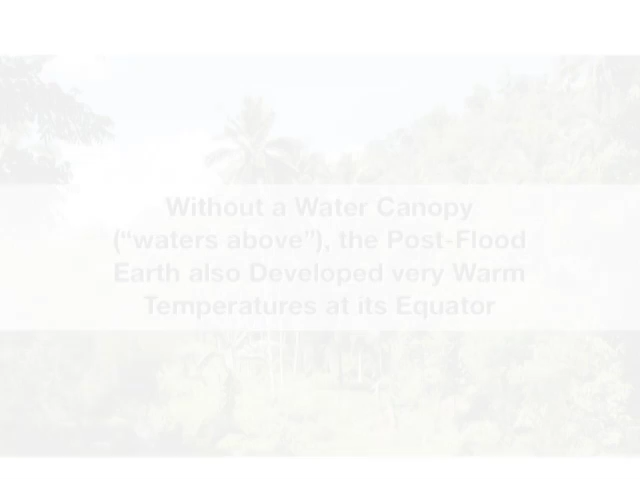 Without a Water Canopy
(“waters above”), the Post-Flood
Earth also Developed very Warm
Temperatures at its Equator